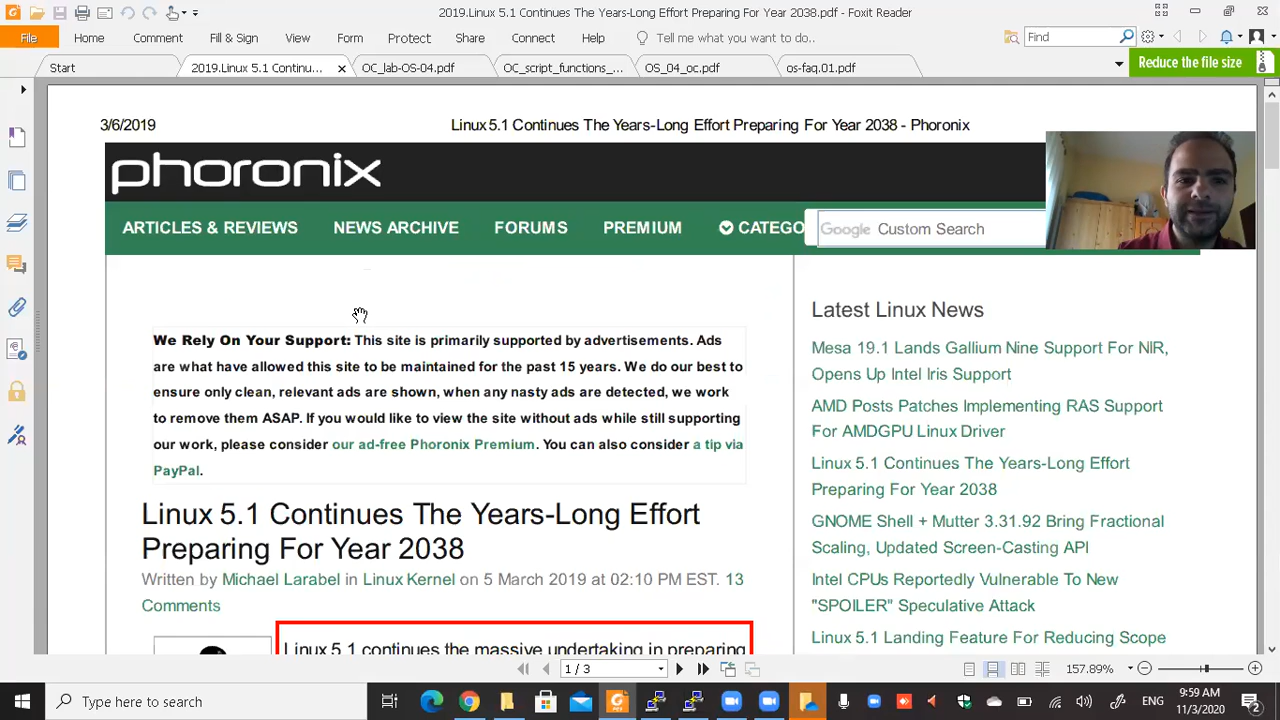 2019.Linux 5.1 Continues The Years-Long Effort Preparing For Year 2038.pdf - Foxit Reader
File Home Comment Fill & Sign View Form Protect Share Connect Help Tell me what you want to do.. Find
Start 2019.Linux 5.1 Continu... OC_lab-OS-04.pdf OC_script_functions_... OS_04_oc.pdf os-faq.01.pdf Reduce the file size
3/6/2019 Linux 5.1 Continues The Years-Long Effort Preparing For Year 2038 - Phoronix
phoronix
ARTICLES & REVIEWS NEWS ARCHIVE FORUMS PREMIUM CATEGO Google Custom Search
We Rely On Your Support: This site is primarily supported by advertisements. Ads
are what have allowed this site to be maintained for the past 15 years. We do our best to
ensure only clean, relevant ads are shown, when any nasty ads are detected, we work
to remove them ASAP. If you would like to view the site without ads while still supporting
our work, please consider our ad-free Phoronix Premium. You can also consider a tip via
PayPal.
Linux 5.1 Continues The Years-Long Effort
Preparing For Year 2038
Written by Michael Larabel in Linux Kernel on 5 March 2019 at 02:10 PM EST. 13
Comments
Linux 5.1 continues the massive undertaking in preparing
Latest Linux News
Mesa 19.1 Lands Gallium Nine Support For NIR,
Opens Up Intel Iris Support
AMD Posts Patches Implementing RAS Support
For AMDGPU Linux Driver
Linux 5.1 Continues The Years-Long Effort
Preparing For Year 2038
GNOME Shell + Mutter 3.31.92 Bring Fractional
Scaling, Updated Screen-Casting API
Intel CPUs Reportedly Vulnerable To New
"SPOILER" Speculative Attack
Linux 5.1 Landing Feature For Reducing Scope
1 / 3 157.89%
Type here to search ENG 9:59 AM
11/3/2020 2